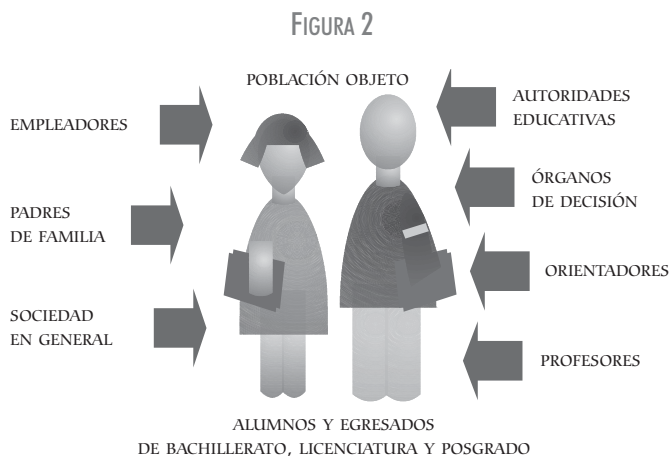 FIGURA 2
POBLACIÓN OBJETO
EMPLEADORES
PADRES
DE FAMILIA
SOCIEDAD
EN GENERAL
AUTORIDADES
EDUCATIVAS
ÓRGANOS
DE DECISIÓN
ORIENTADORES
PROFESORES
ALUMNOS Y EGRESADOS
DE BACHILLERATO, LICENCIATURA Y POSGRADO